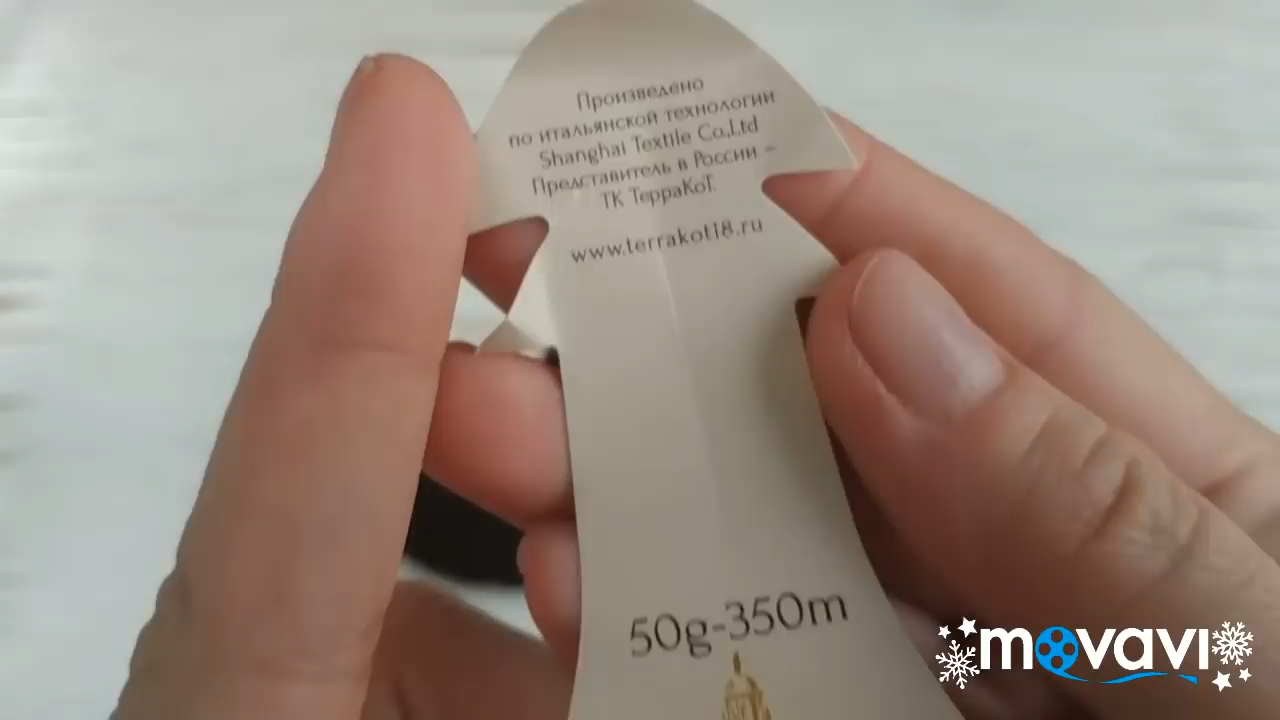 Произведено
по итальянской технологии
Shanghai Textile Co.,Ltd
Представитель в России –
ТК ТерраКоТ.
www.terrakot18.ru
50g-350m
movavi